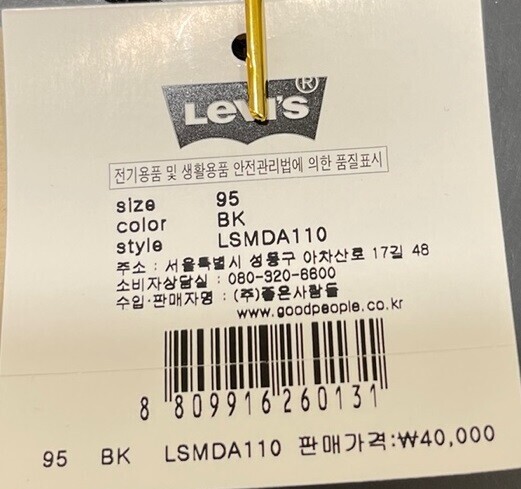 Levi's®
전기용품 및 생활용품 안전관리법에 의한 품질표시
size 95
color BK
style LSMDA110
주소 : 서울특별시 성동구 아차산로 17길 48
소비자상담실 : 080-320-6600
수입·판매자명 : (주)좋은사람들
www.goodpeople.co.kr
8 809916 260131
95 BK LSMDA110 판매가격:₩40,000